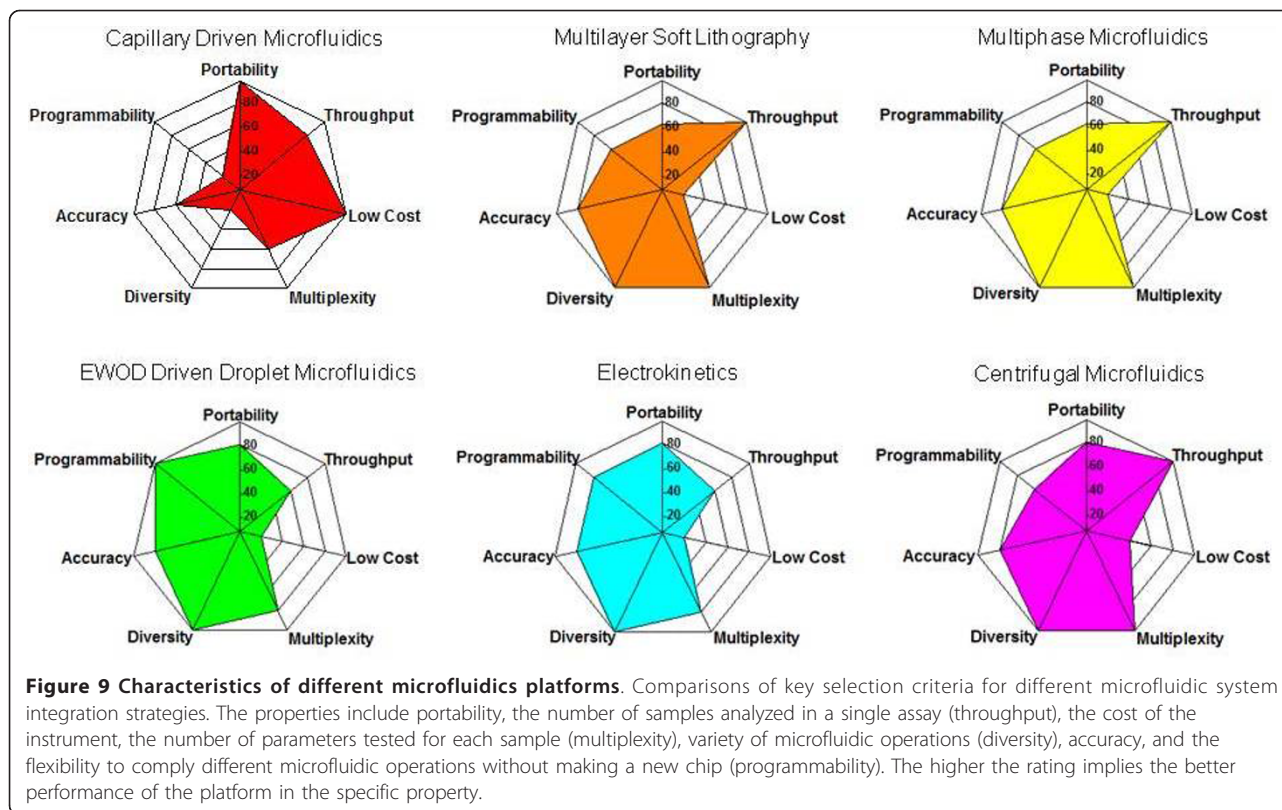 Capillary Driven Microfluidics
Portability
Programmability
Throughput
80
60
40
20
Accuracy
Low Cost
Diversity
Multiplexity
Multilayer Soft Lithography
Portability
Programmability
Throughput
80
60
40
20
Accuracy
Low Cost
Diversity
Multiplexity
Multiphase Microfluidics
Portability
Programmability
Throughput
80
60
40
20
Accuracy
Low Cost
Diversity
Multiplexity
EWOD Driven Droplet Microfluidics
Portability
Programmability
Throughput
80
60
40
20
Accuracy
Low Cost
Diversity
Multiplexity
Electrokinetics
Portability
Programmability
Throughput
80
60
40
20
Accuracy
Low Cost
Diversity
Multiplexity
Centrifugal Microfluidics
Portability
Programmability
Throughput
80
60
40
20
Accuracy
Low Cost
Diversity
Multiplexity
Figure 9 Characteristics of different microfluidics platforms. Comparisons of key selection criteria for different microfluidic system
integration strategies. The properties include portability, the number of samples analyzed in a single assay (throughput), the cost of the
instrument, the number of parameters tested for each sample (multiplexity), variety of microfluidic operations (diversity), accuracy, and the
flexibility to comply different microfluidic operations without making a new chip (programmability). The higher the rating implies the better
performance of the platform in the specific property.